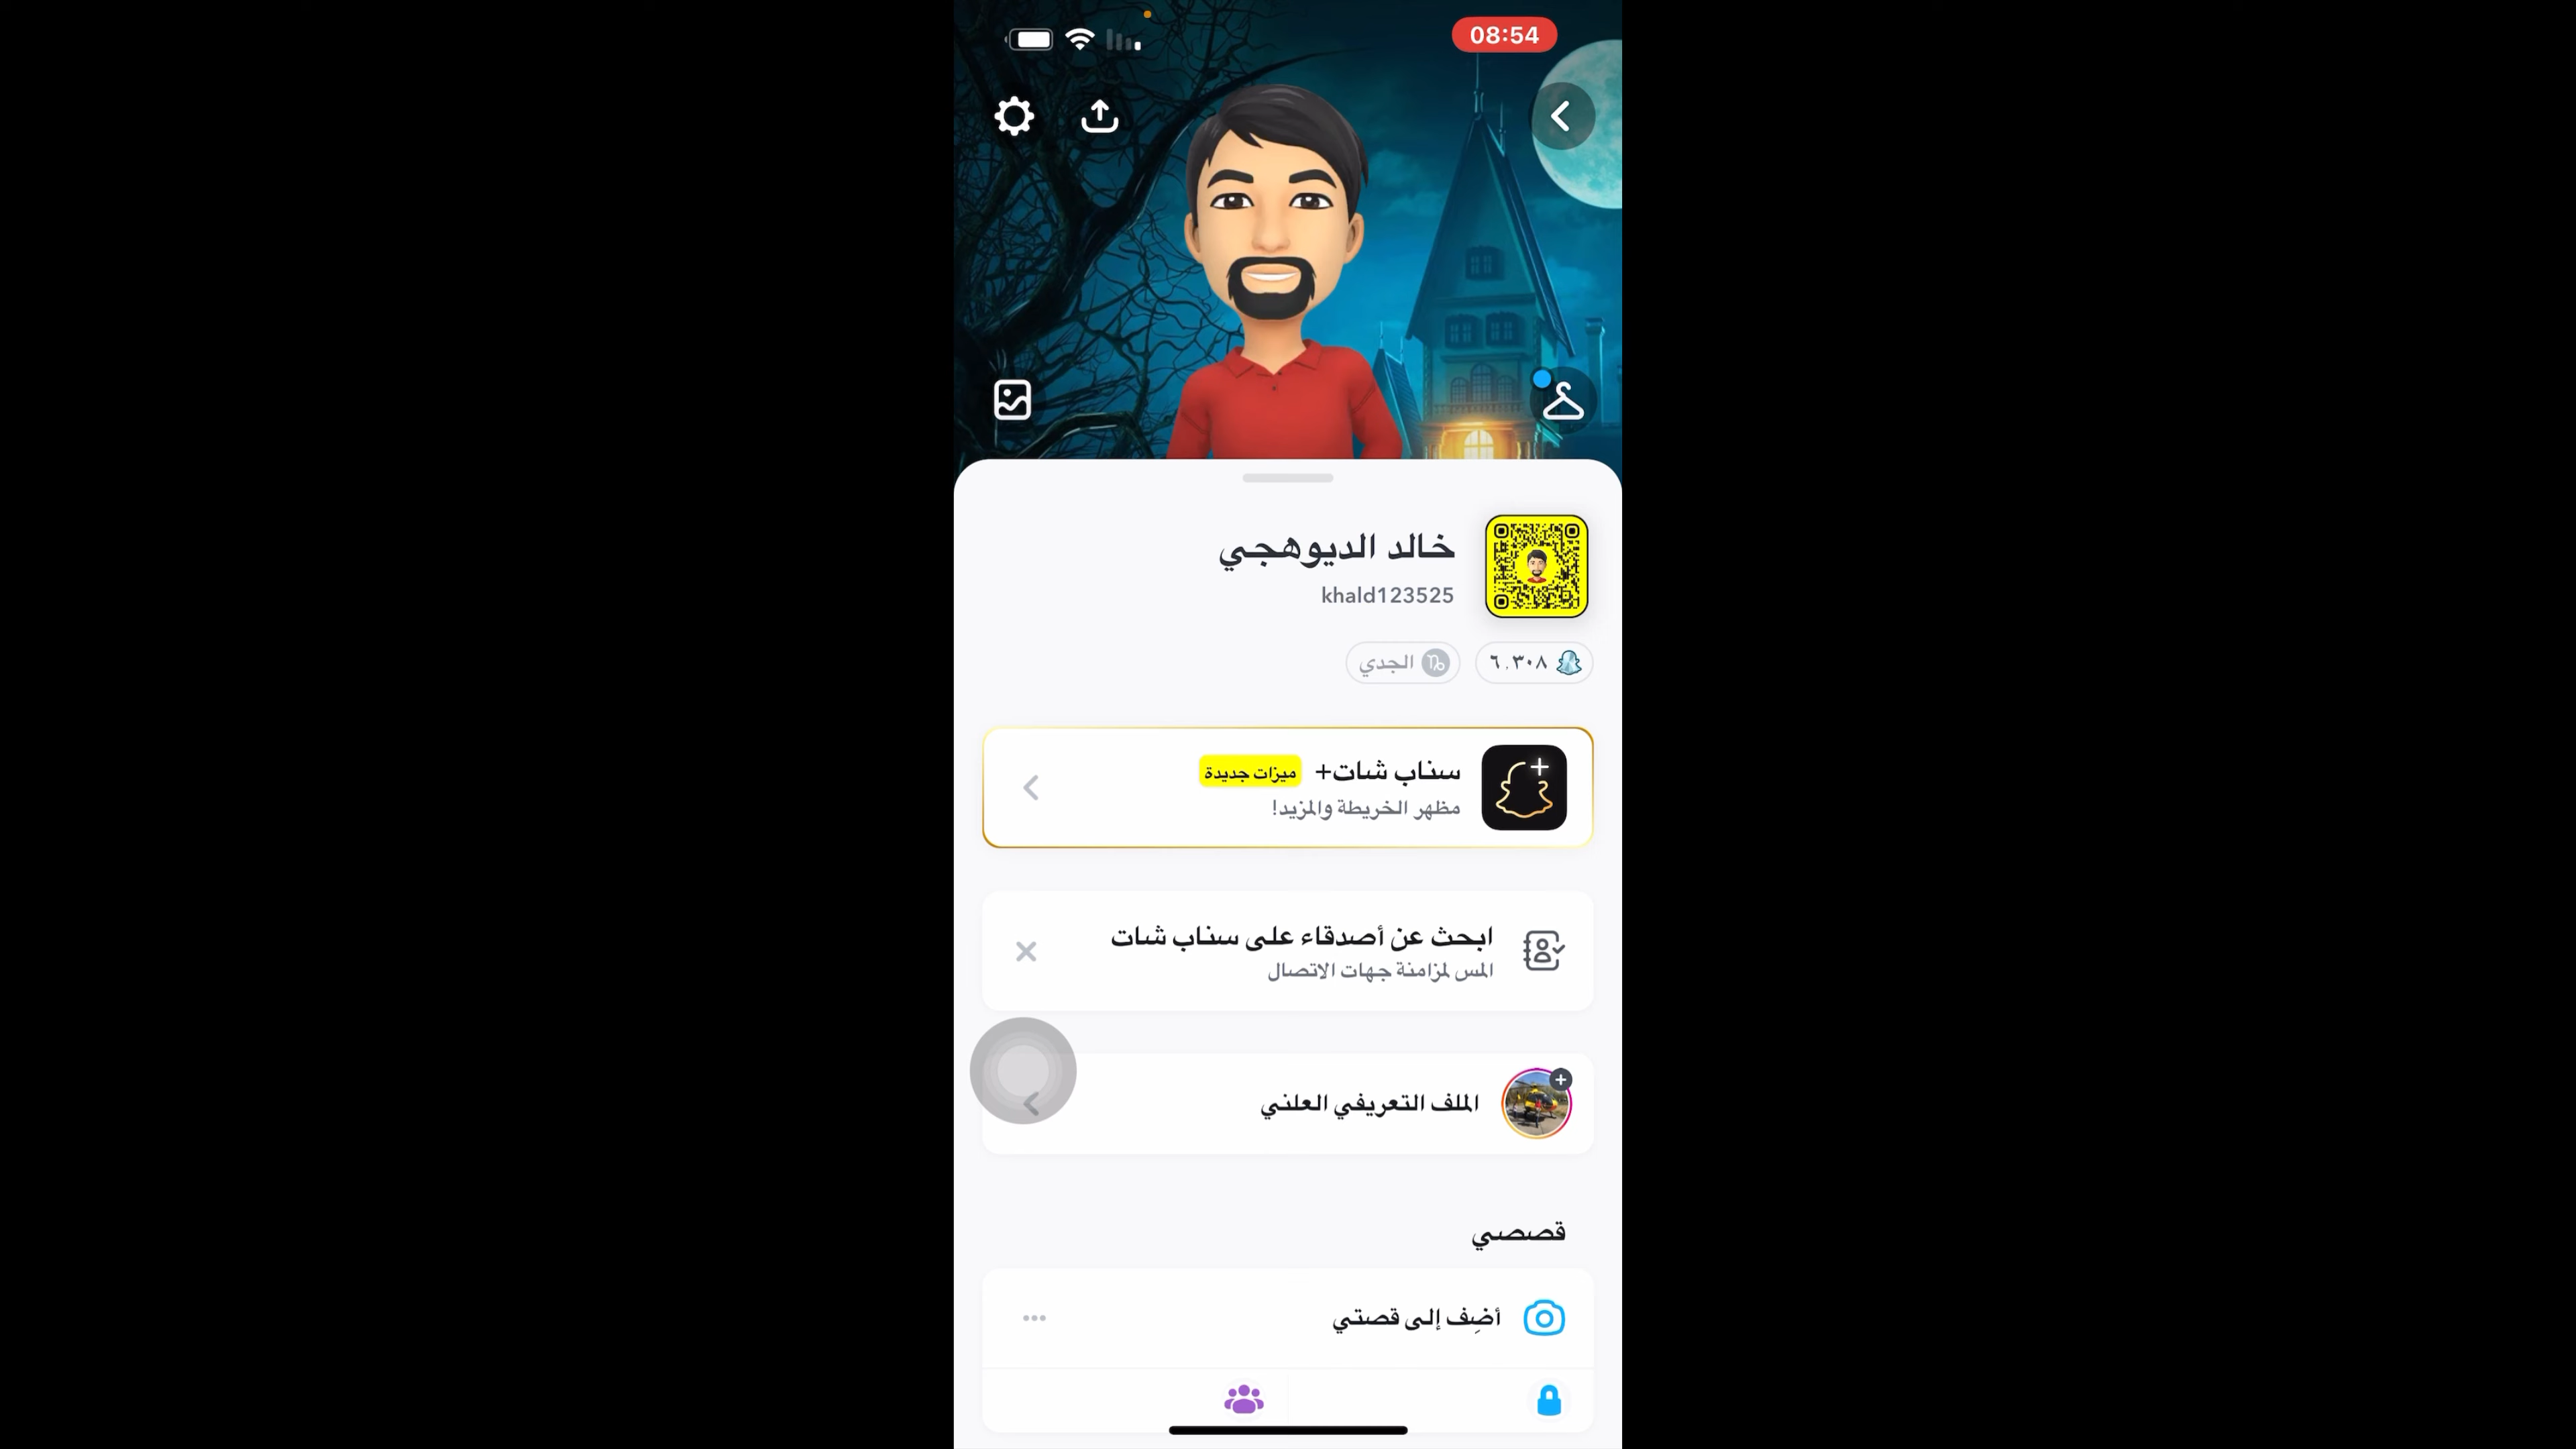 08:54
خالد الديوهجي
khald123525
٦.٣٠٨
الجدي
سناب شات+ ميزات جديدة
مظهر الخريطة والمزيد!
ابحث عن أصدقاء على سناب شات
المس لمزامنة جهات الاتصال
الملف التعريفي العلني
قصصي
أضِف إلى قصتي